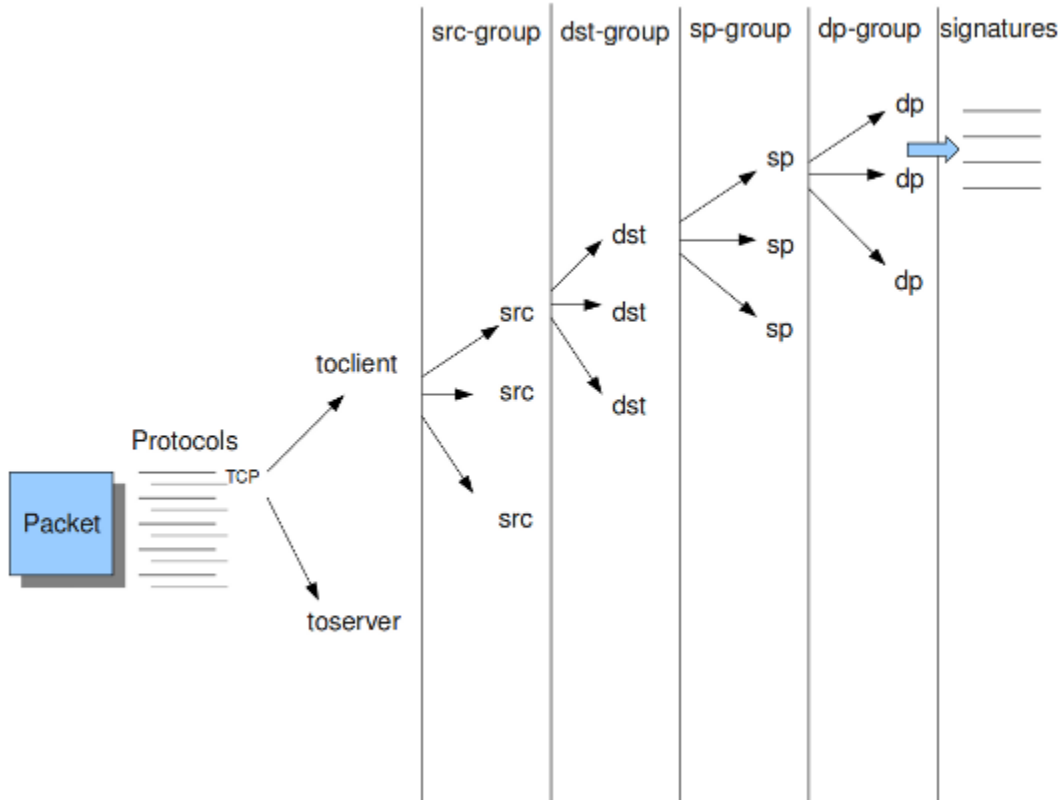 src-group dst-group sp-group dp-group signatures
dp
sp
dp
dst
sp
dp
src
dst
sp
toclient
src
dst
Protocols
TCP
Packet
src
toserver